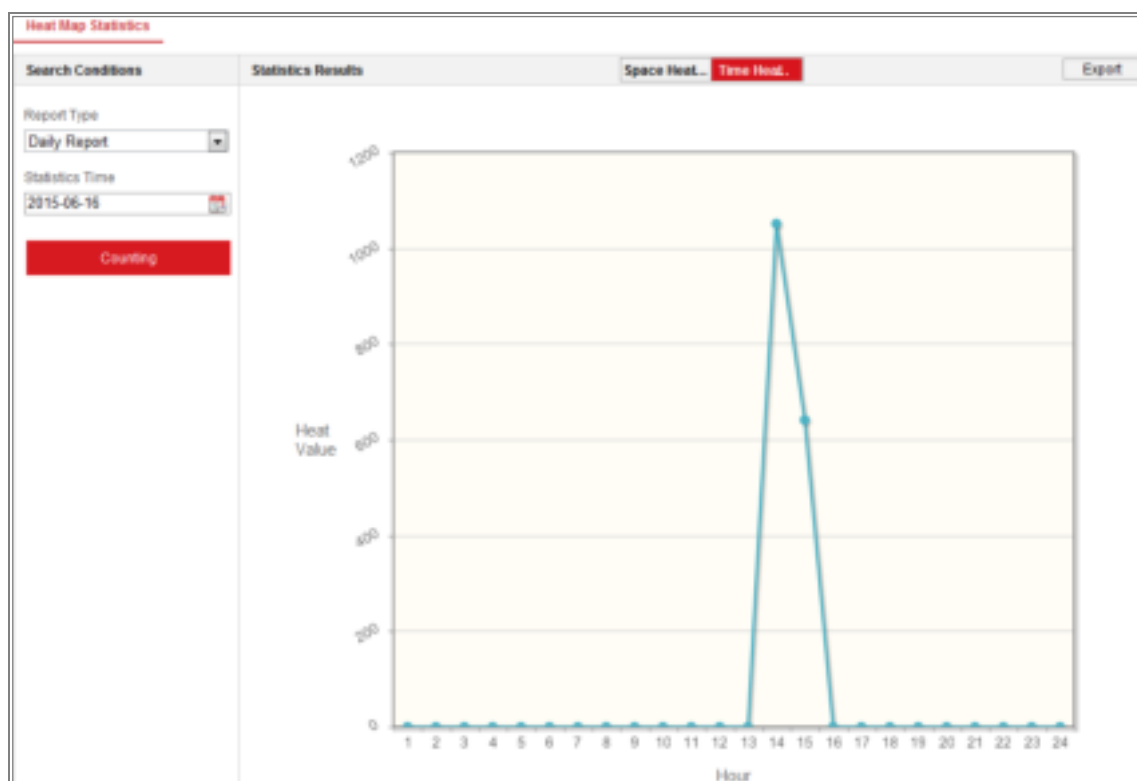 Heat Map Statistics
Search Conditions
Statistics Results
Space Heat...
Time Heat..
Export
Report Type
Daily Report
Statistics Time
2015-06-16
Counting
1200
1000
800
600
400
200
0
Heat
Value
1 2 3 4 5 6 7 8 9 10 11 12 13 14 15 16 17 18 19 20 21 22 23 24
Hour